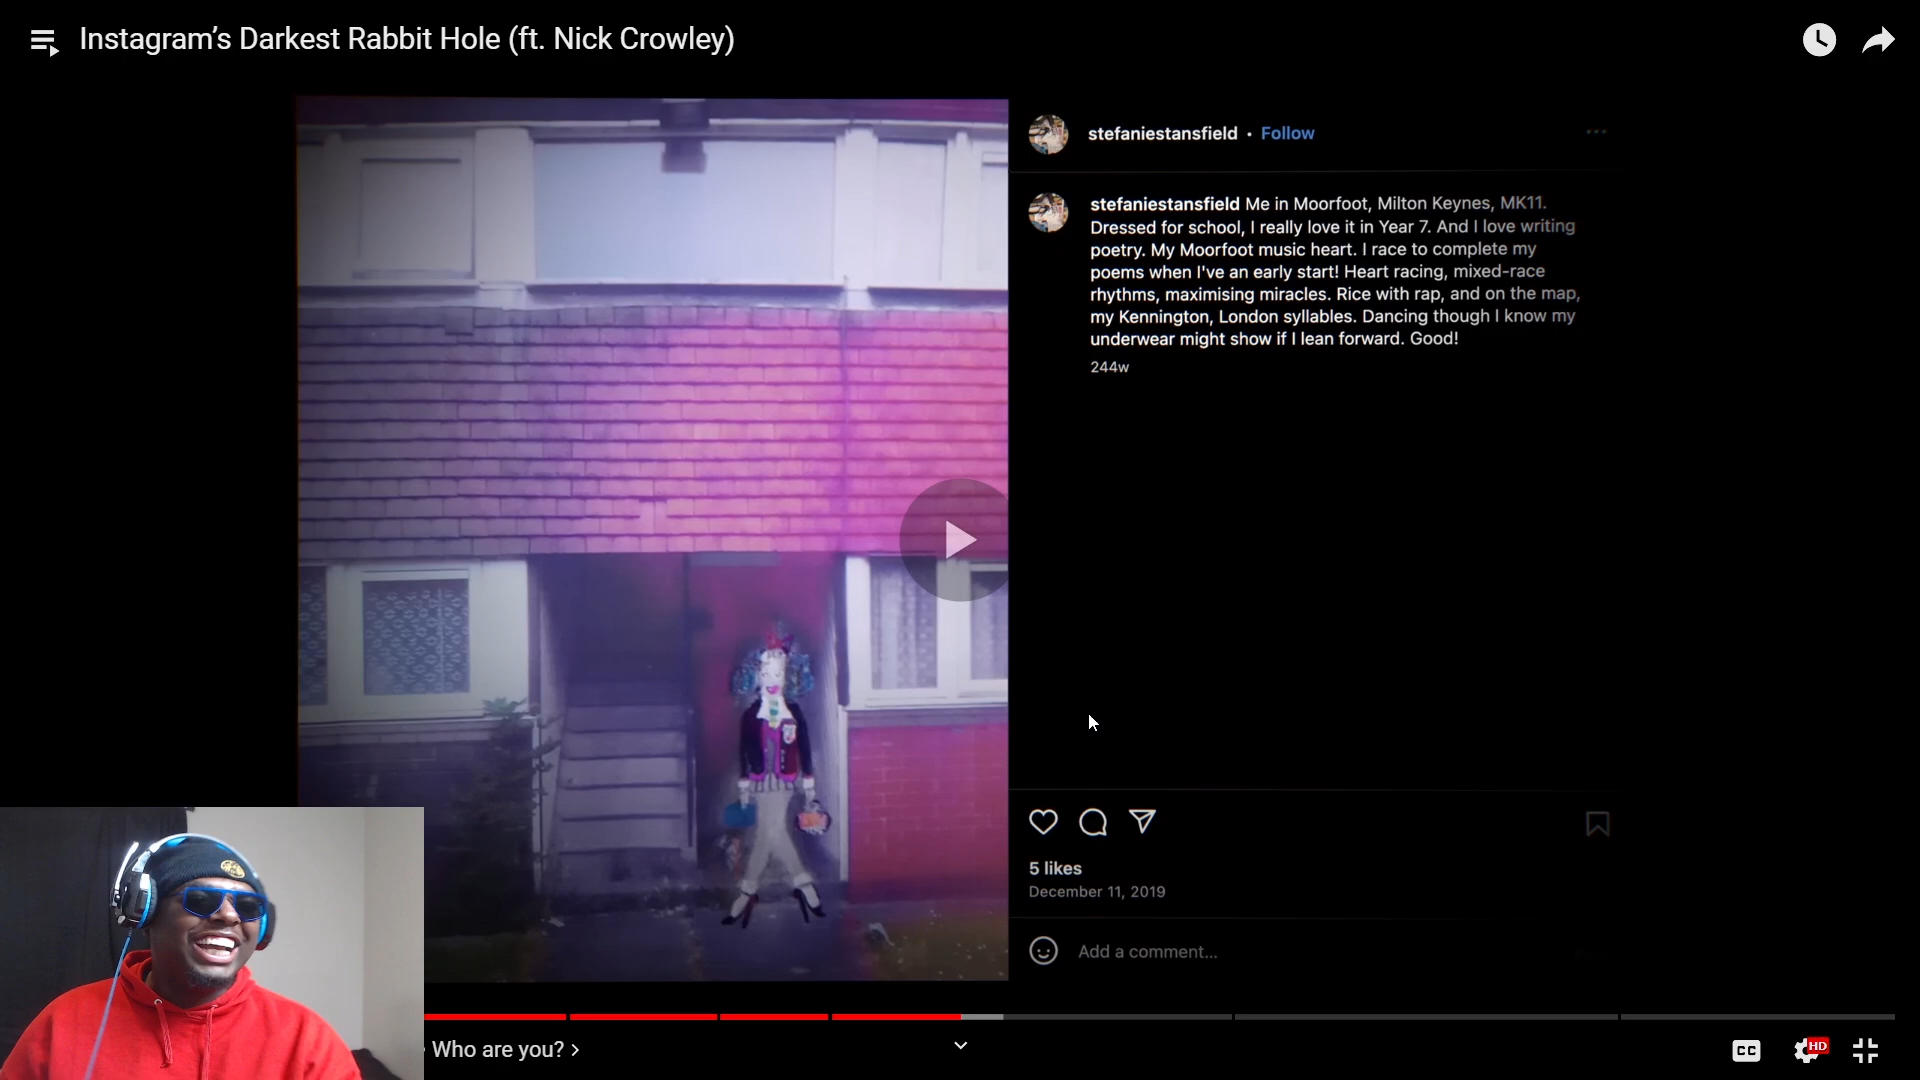 Instagram’s Darkest Rabbit Hole (ft. Nick Crowley)
stefaniestansfield • Follow
stefaniestansfield Me in Moorfoot, Milton Keynes, MK11.
Dressed for school, I really love it in Year 7. And I love writing
poetry. My Moorfoot music heart. I race to complete my
poems when I've an early start! Heart racing, mixed-race
rhythms, maximising miracles. Rice with rap, and on the map,
my Kennington, London syllables. Dancing though I know my
underwear might show if I lean forward. Good!
244w
5 likes
December 11, 2019
Add a comment...
Who are you? >
CC
HD